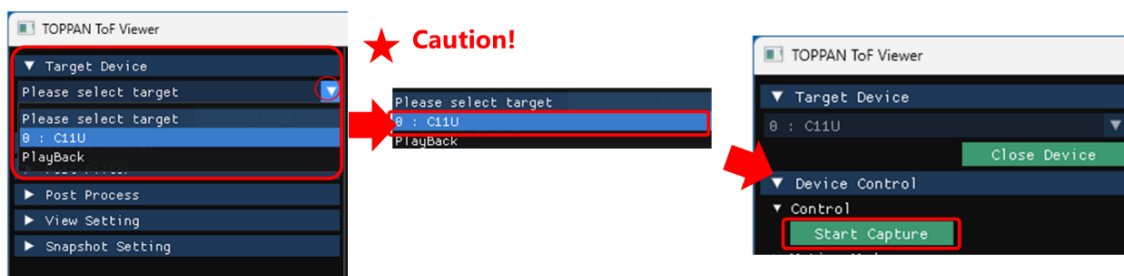 TOPPAN ToF Viewer
▼ Target Device
Please select target
Please select target
0 : C11U
PlayBack
▶ Post Process
▶ View Setting
▶ Snapshot Setting
★ Caution!
Please select target
0 : C11U
PlayBack
TOPPAN ToF Viewer
▼ Target Device
0 : C11U
Close Device
▼ Device Control
▼ Control
Start Capture